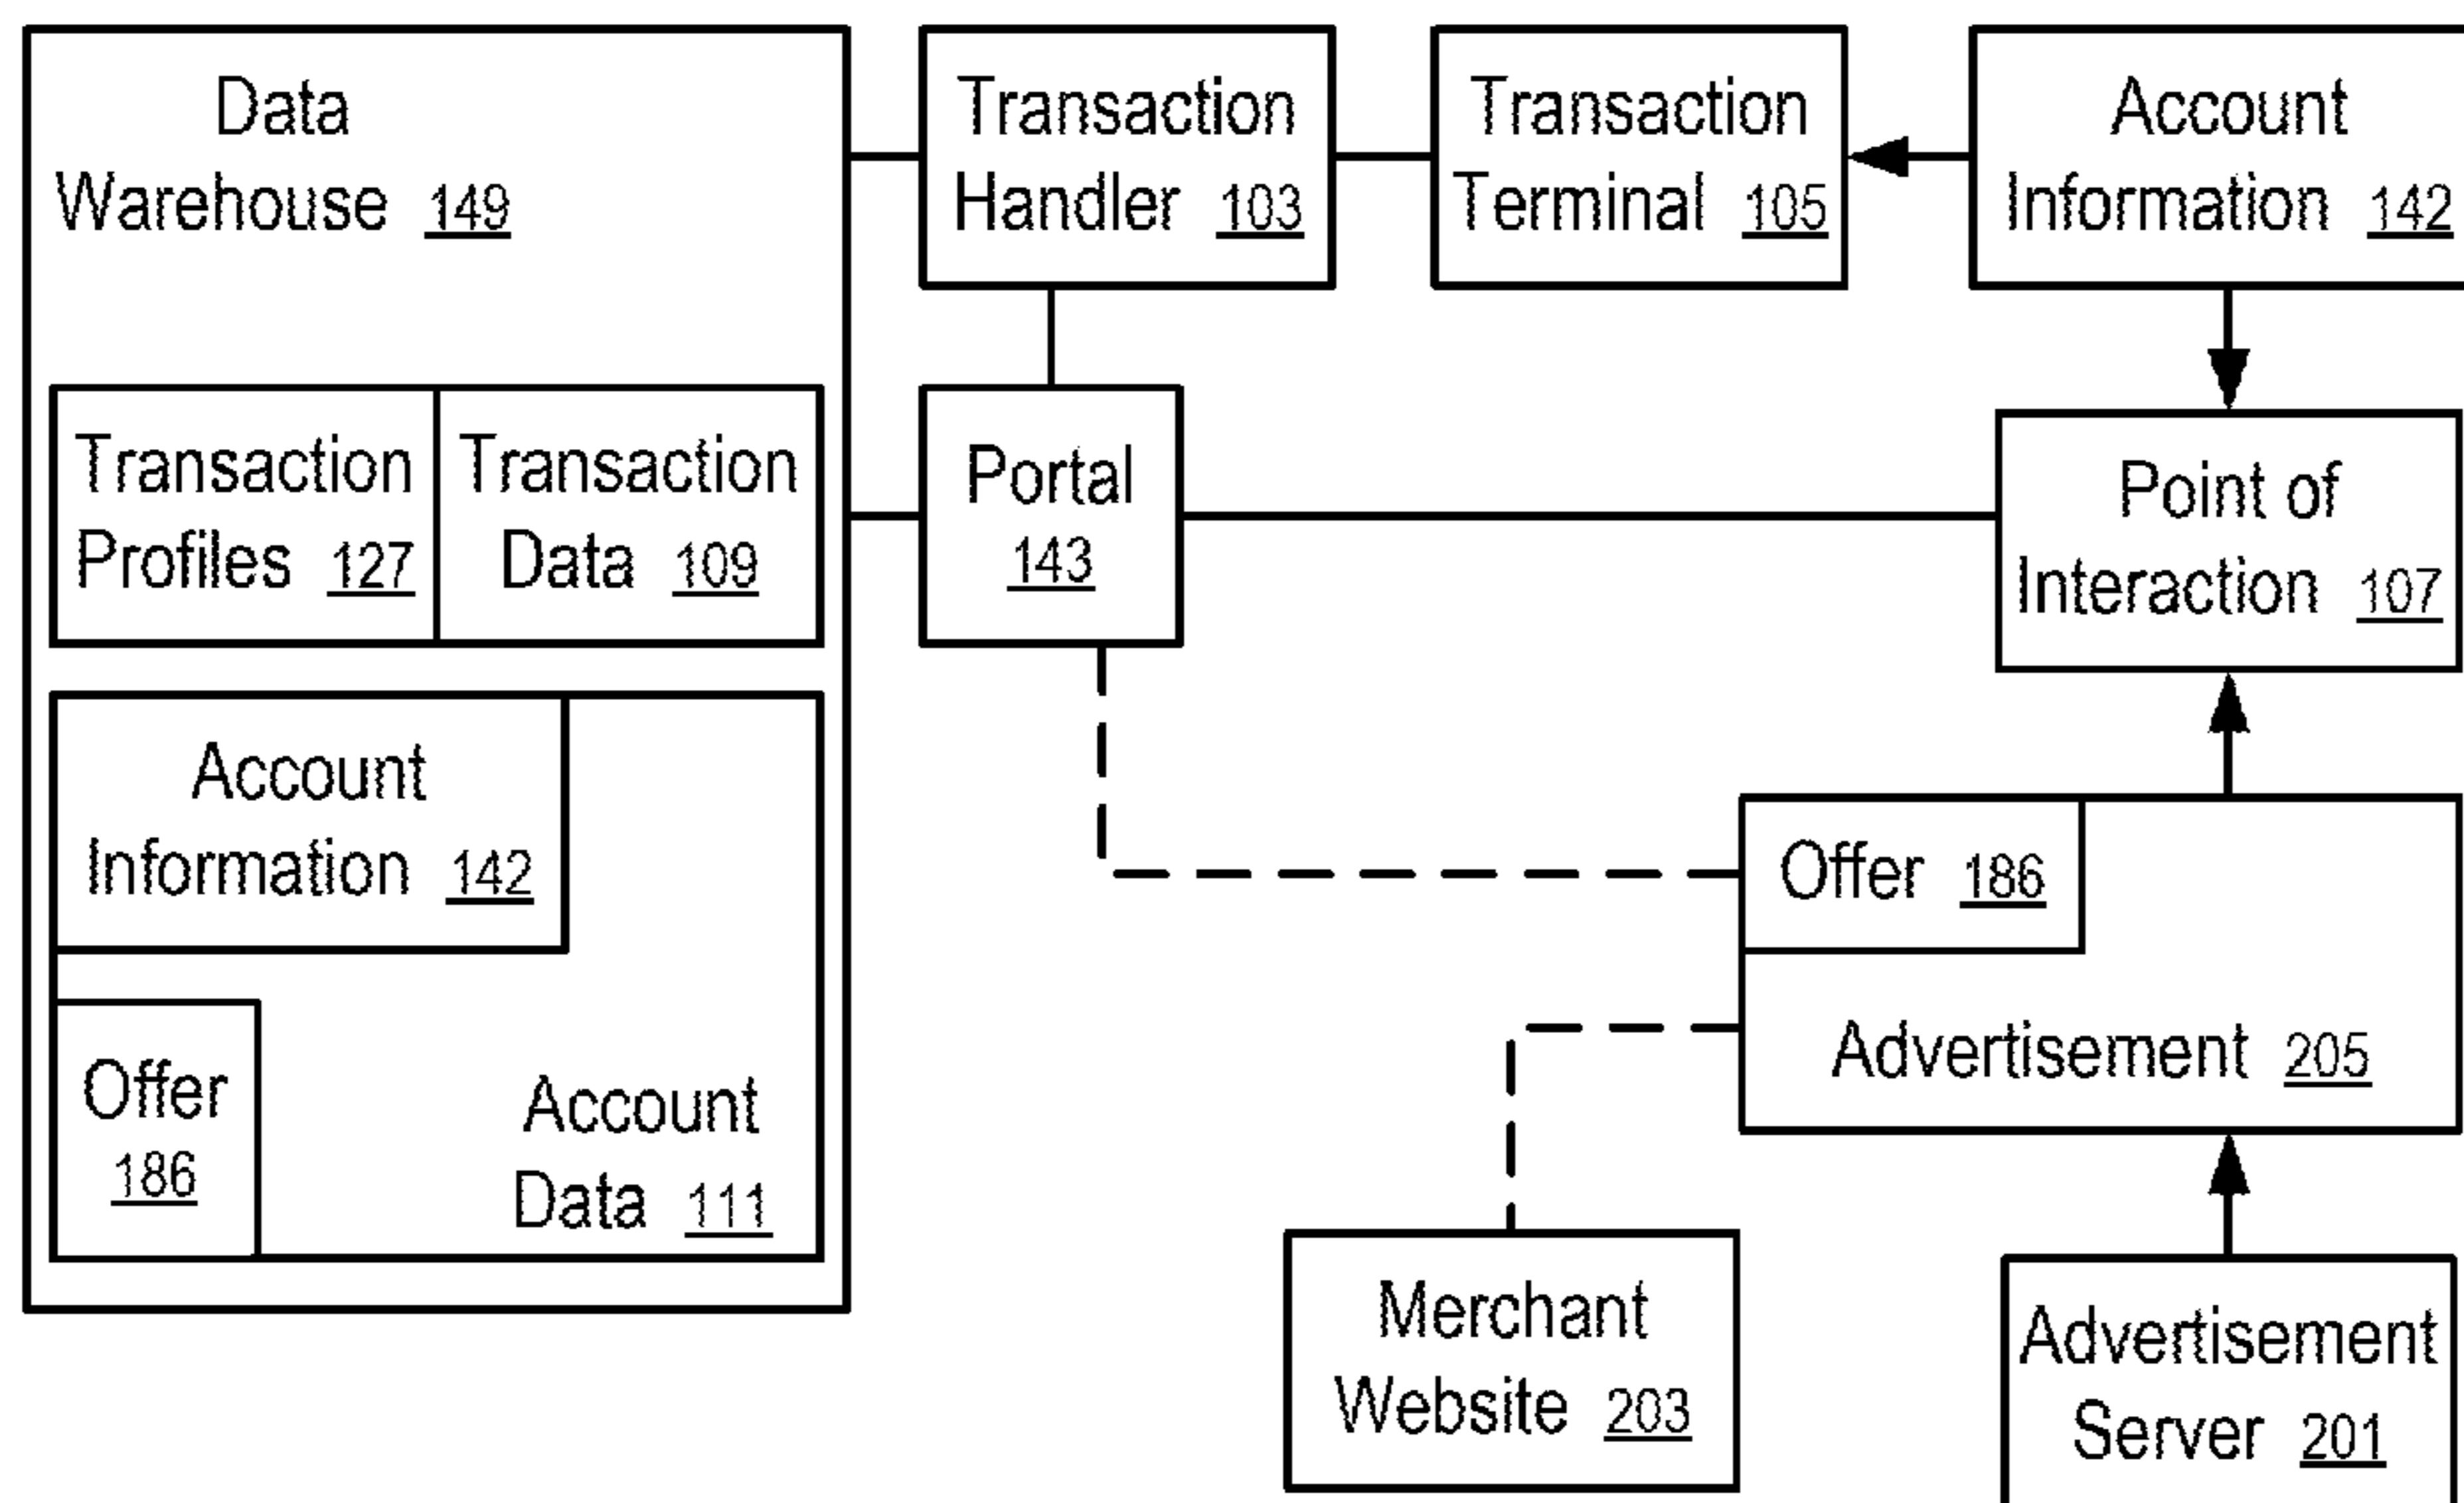 Data
Warehouse 149
Transaction
Handler 103
Transaction
Terminal 105
Account
Information 142
Transaction
Profiles 127
Transaction
Data 109
Portal
143
Point of
Interaction 107
Account
Information 142
Offer
186
Account
Data 111
Offer 186
Advertisement 205
Merchant
Website 203
Advertisement
Server 201